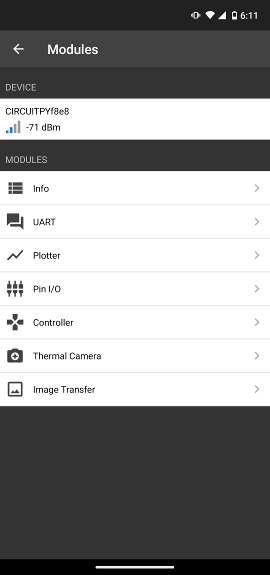 6:11
Modules
DEVICE
CIRCUITPYf8e8
-71 dBm
MODULES
Info
UART
Plotter
Pin I/O
Controller
Thermal Camera
Image Transfer